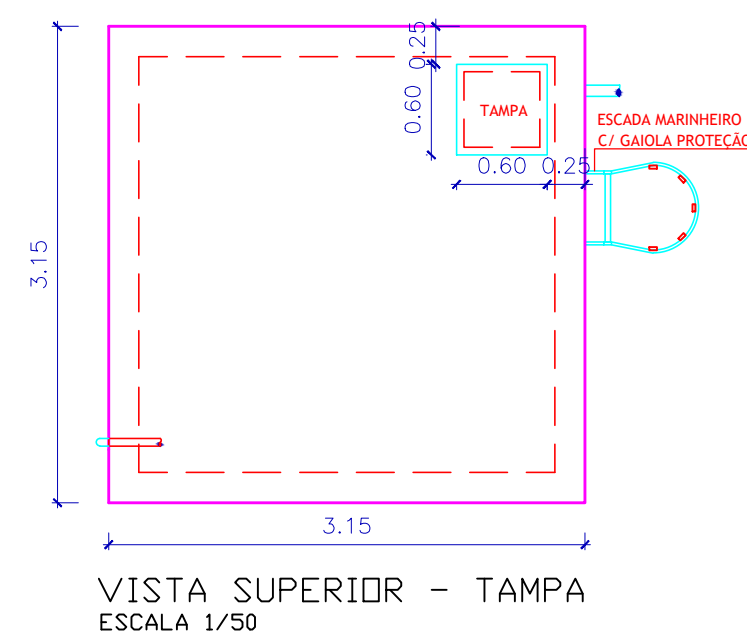 0.25
0.60
TAMPA
ESCADA MARINHEIRO
C/ GAIOLA PROTEÇÃO
0.60 0.25
3.15
3.15
VISTA SUPERIOR - TAMPA
ESCALA 1/50